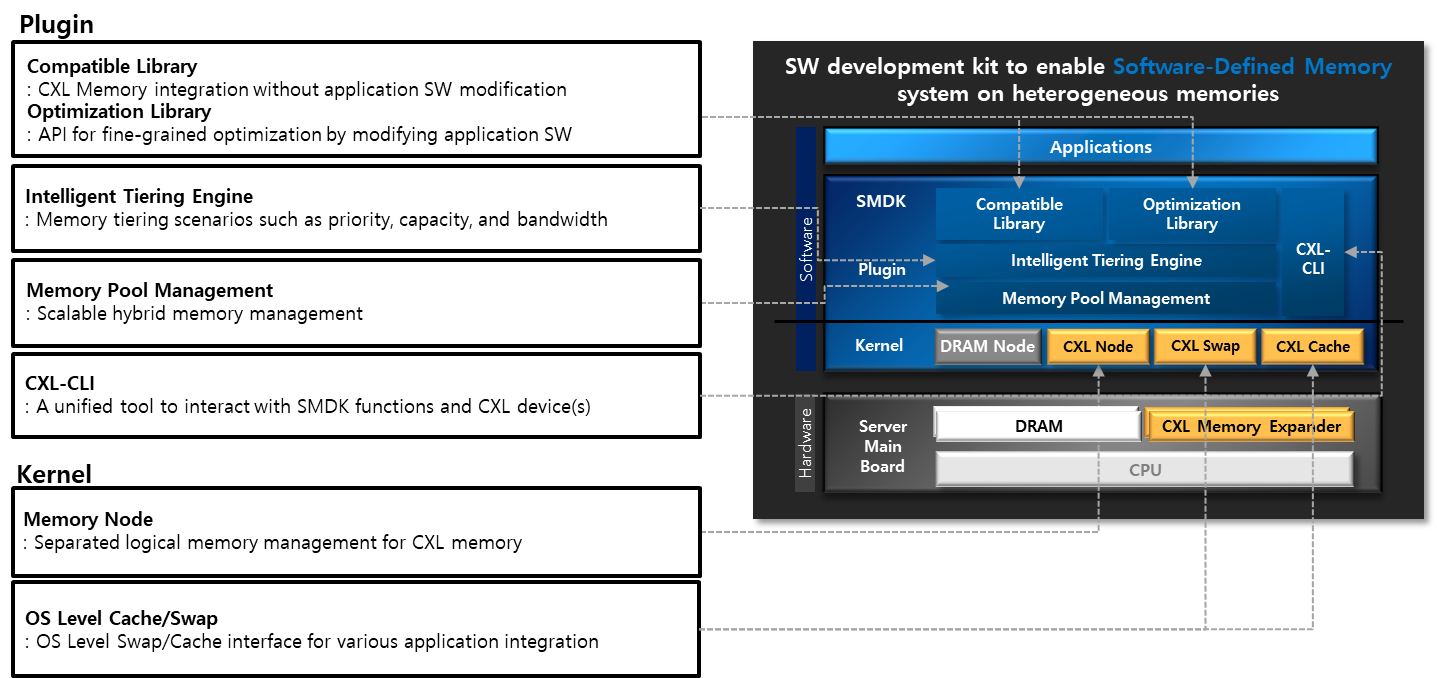 Plugin
Compatible Library
: CXL Memory integration without application SW modification
Optimization Library
: API for fine-grained optimization by modifying application SW
Intelligent Tiering Engine
: Memory tiering scenarios such as priority, capacity, and bandwidth
Memory Pool Management
: Scalable hybrid memory management
CXL-CLI
: A unified tool to interact with SMDK functions and CXL device(s)
Kernel
Memory Node
: Separated logical memory management for CXL memory
OS Level Cache/Swap
: OS Level Swap/Cache interface for various application integration
SW development kit to enable Software-Defined Memory
system on heterogeneous memories
Software
Applications
SMDK
Compatible
Library
Optimization
Library
CXL-
CLI
Plugin
Intelligent Tiering Engine
Memory Pool Management
Kernel
DRAM Node
CXL Node
CXL Swap
CXL Cache
Hardware
Server
Main
Board
DRAM
CXL Memory Expander
CPU